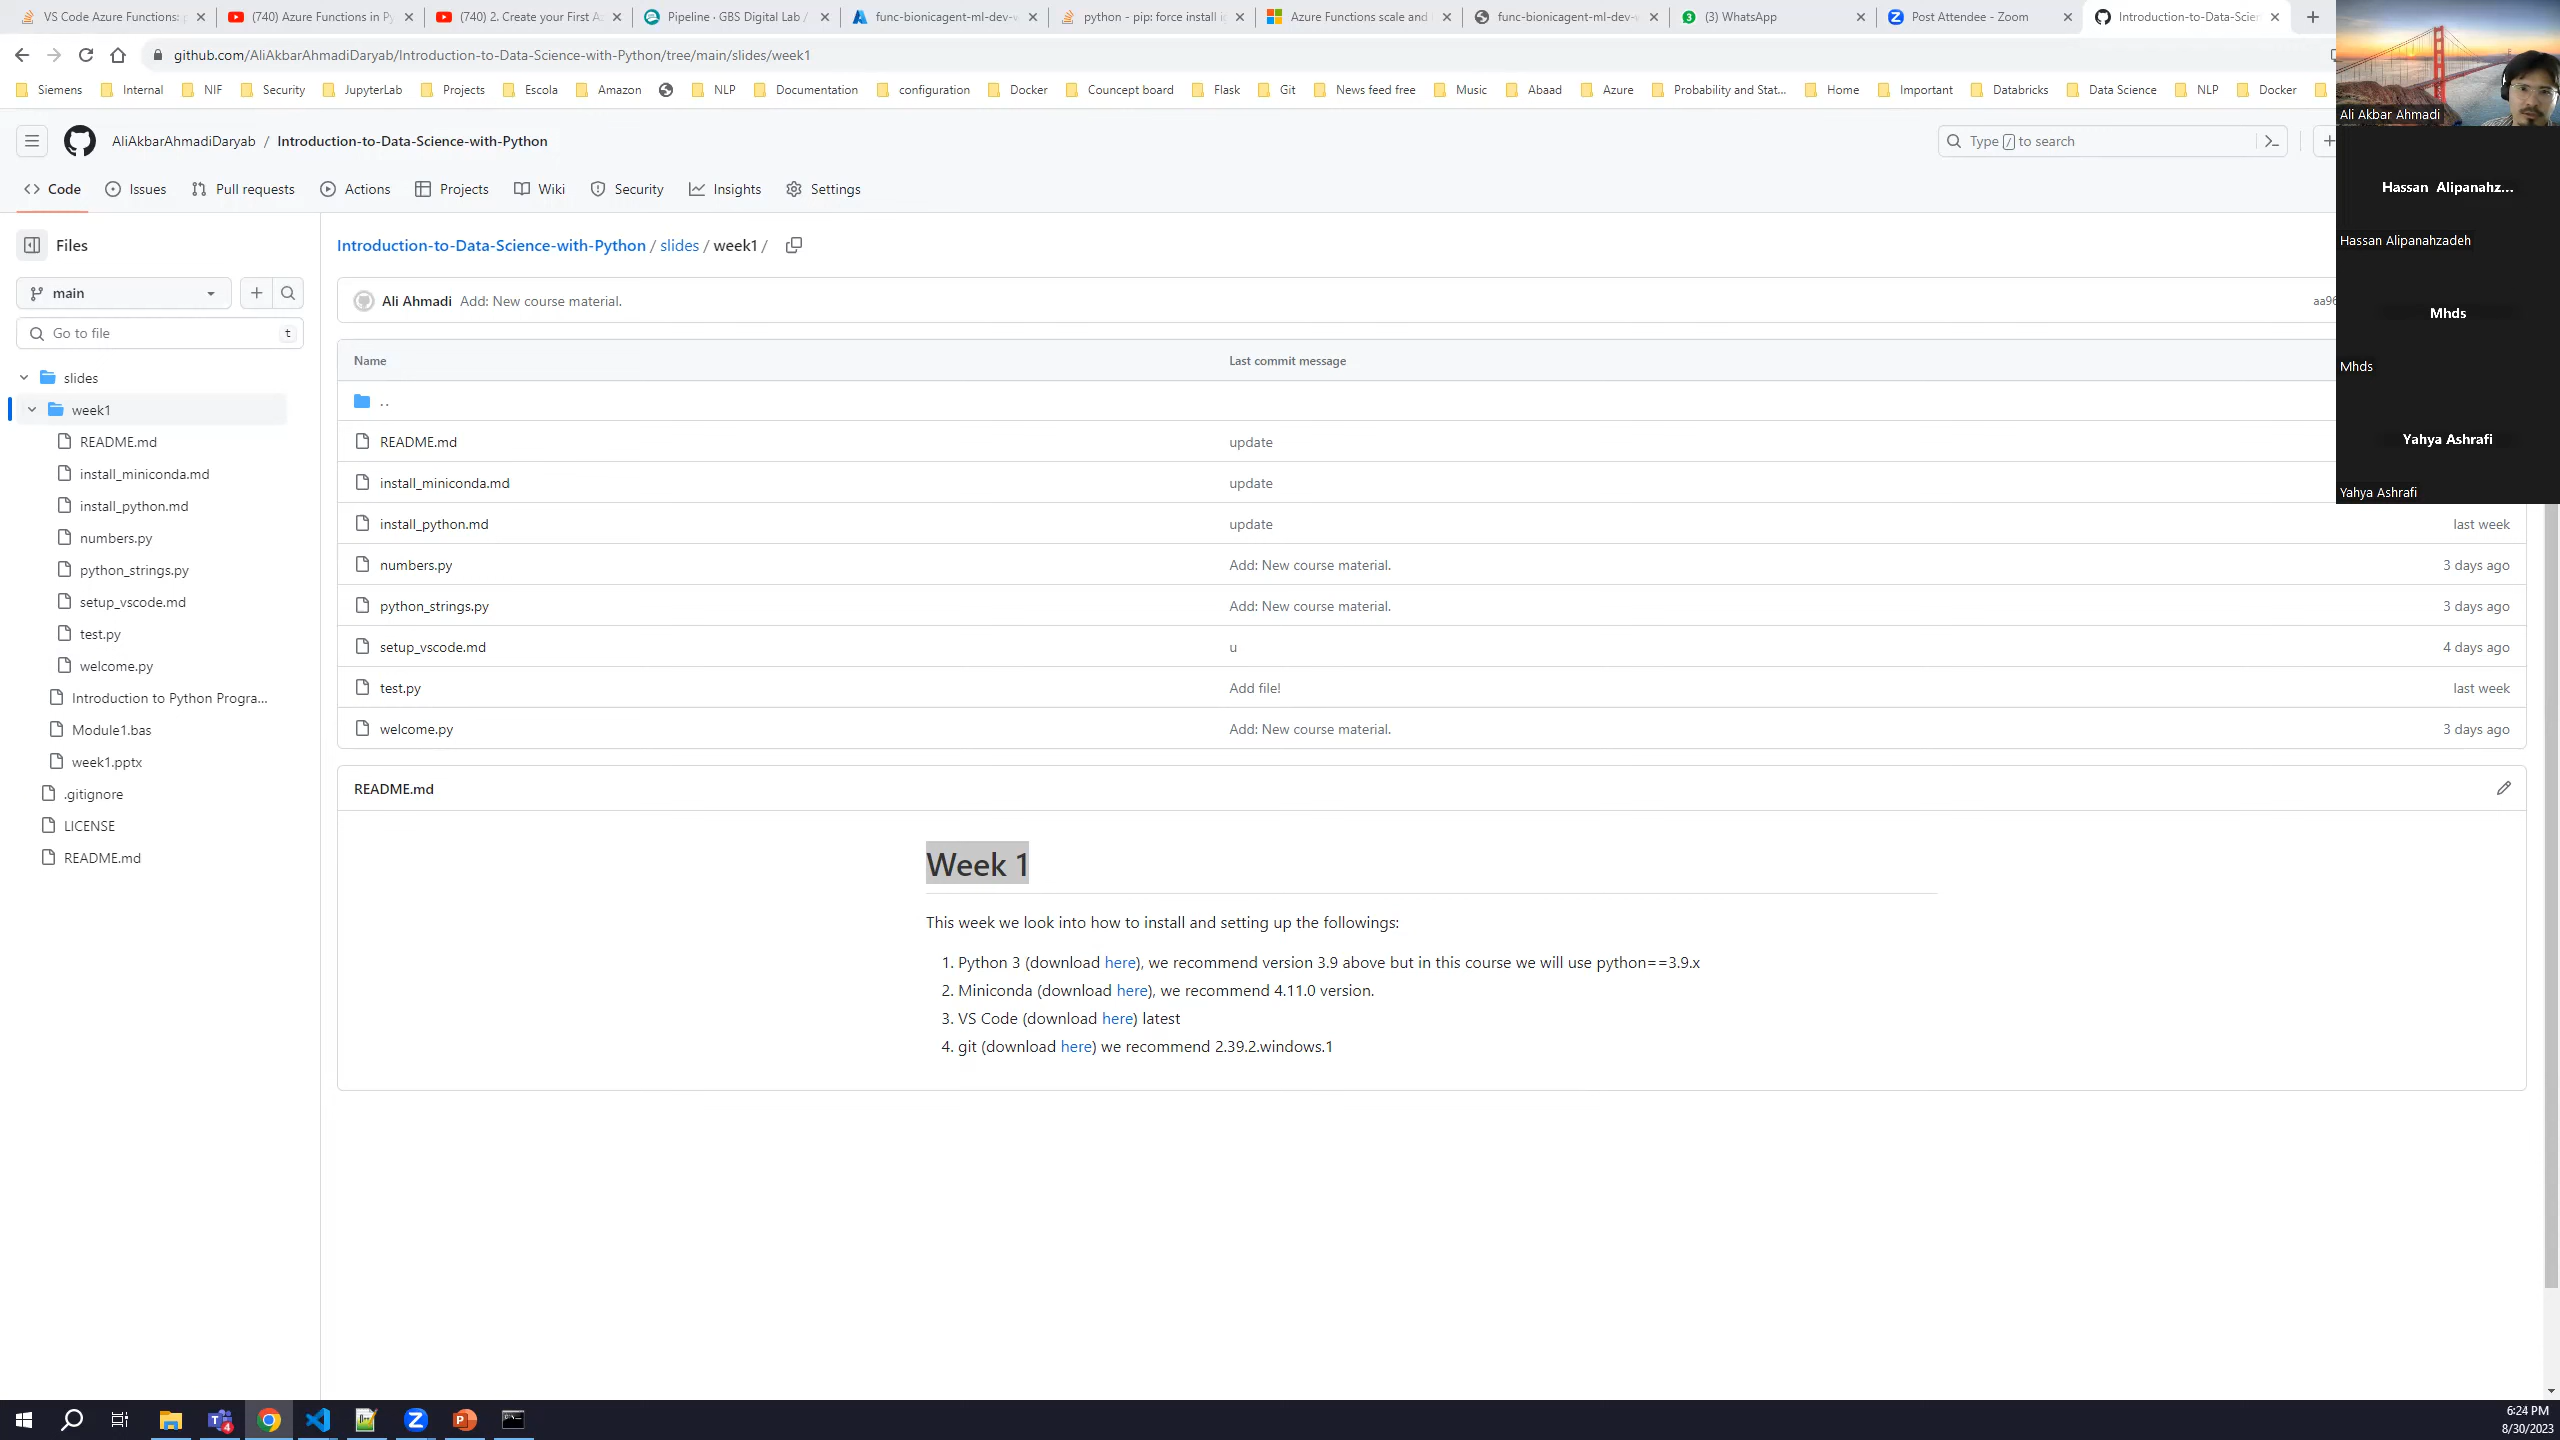 VS Code Azure Functions:
(740) Azure Functions in Py
(740) 2. Create your First A
Pipeline · GBS Digital Lab /
func-bionicagent-ml-dev-
python - pip: force install i
Azure Functions scale and
func-bionicagent-ml-dev-
(3) WhatsApp
Post Attendee - Zoom
Introduction-to-Data-Scien
github.com/AliAkbarAhmadiDaryab/Introduction-to-Data-Science-with-Python/tree/main/slides/week1
Siemens Internal NIF Security JupyterLab Projects Escola Amazon NLP Documentation configuration Docker Councept board Flask Git News feed free Music Abaad Azure Probability and Stat... Home Important Databricks Data Science NLP Docker
Ali Akbar Ahmadi
AliAkbarAhmadiDaryab / Introduction-to-Data-Science-with-Python
Type / to search
Code Issues Pull requests Actions Projects Wiki Security Insights Settings
Hassan Alipanahz...
Hassan Alipanahzadeh
Mhds
Mhds
Yahya Ashrafi
Yahya Ashrafi
Files
main
Go to file t
slides
week1
README.md
install_miniconda.md
install_python.md
numbers.py
python_strings.py
setup_vscode.md
test.py
welcome.py
Introduction to Python Progra...
Module1.bas
week1.pptx
.gitignore
LICENSE
README.md
Introduction-to-Data-Science-with-Python / slides / week1 /
Ali Ahmadi Add: New course material. aa96
Name Last commit message
..
README.md update
install_miniconda.md update
install_python.md update last week
numbers.py Add: New course material. 3 days ago
python_strings.py Add: New course material. 3 days ago
setup_vscode.md u 4 days ago
test.py Add file! last week
welcome.py Add: New course material. 3 days ago
README.md
Week 1
This week we look into how to install and setting up the followings:
1. Python 3 (download here), we recommend version 3.9 above but in this course we will use python==3.9.x
2. Miniconda (download here), we recommend 4.11.0 version.
3. VS Code (download here) latest
4. git (download here) we recommend 2.39.2.windows.1
6:24 PM
8/30/2023